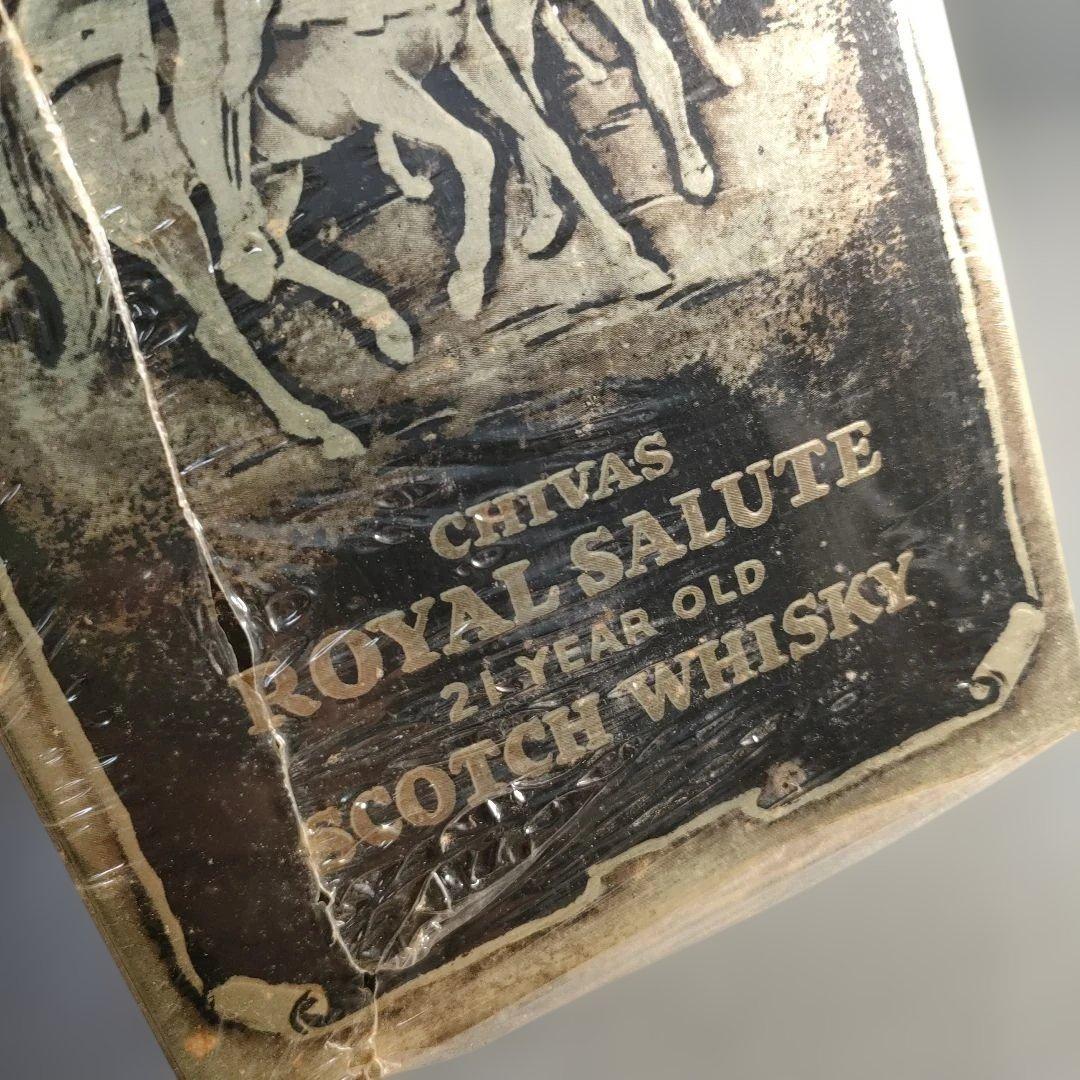 CHIVAS
ROYAL SALUTE
21 YEAR OLD
SCOTCH WHISKY